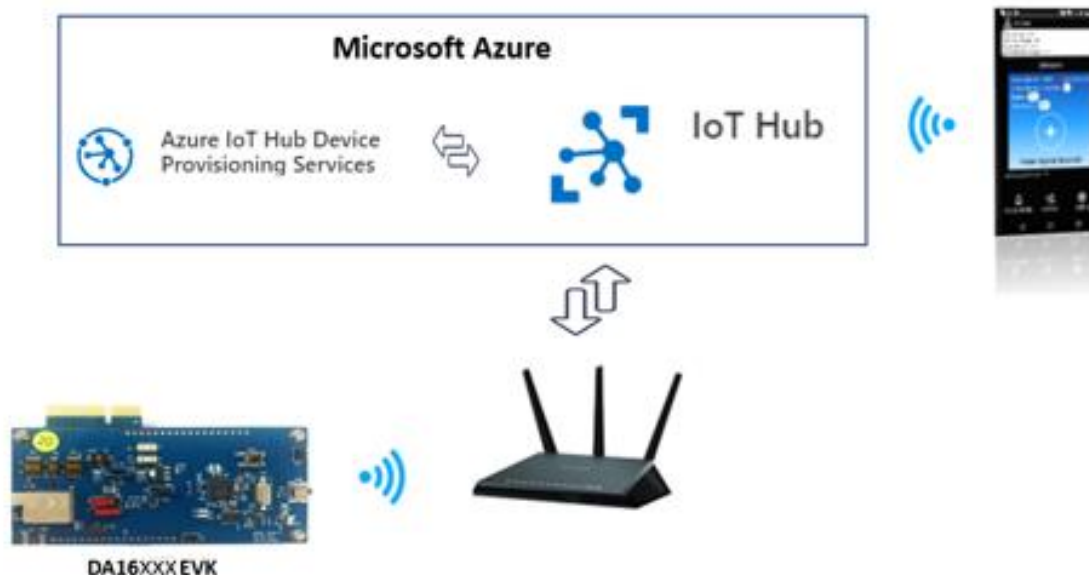 Microsoft Azure
Azure IoT Hub Device
Provisioning Services
IoT Hub
DA16XXX EVK